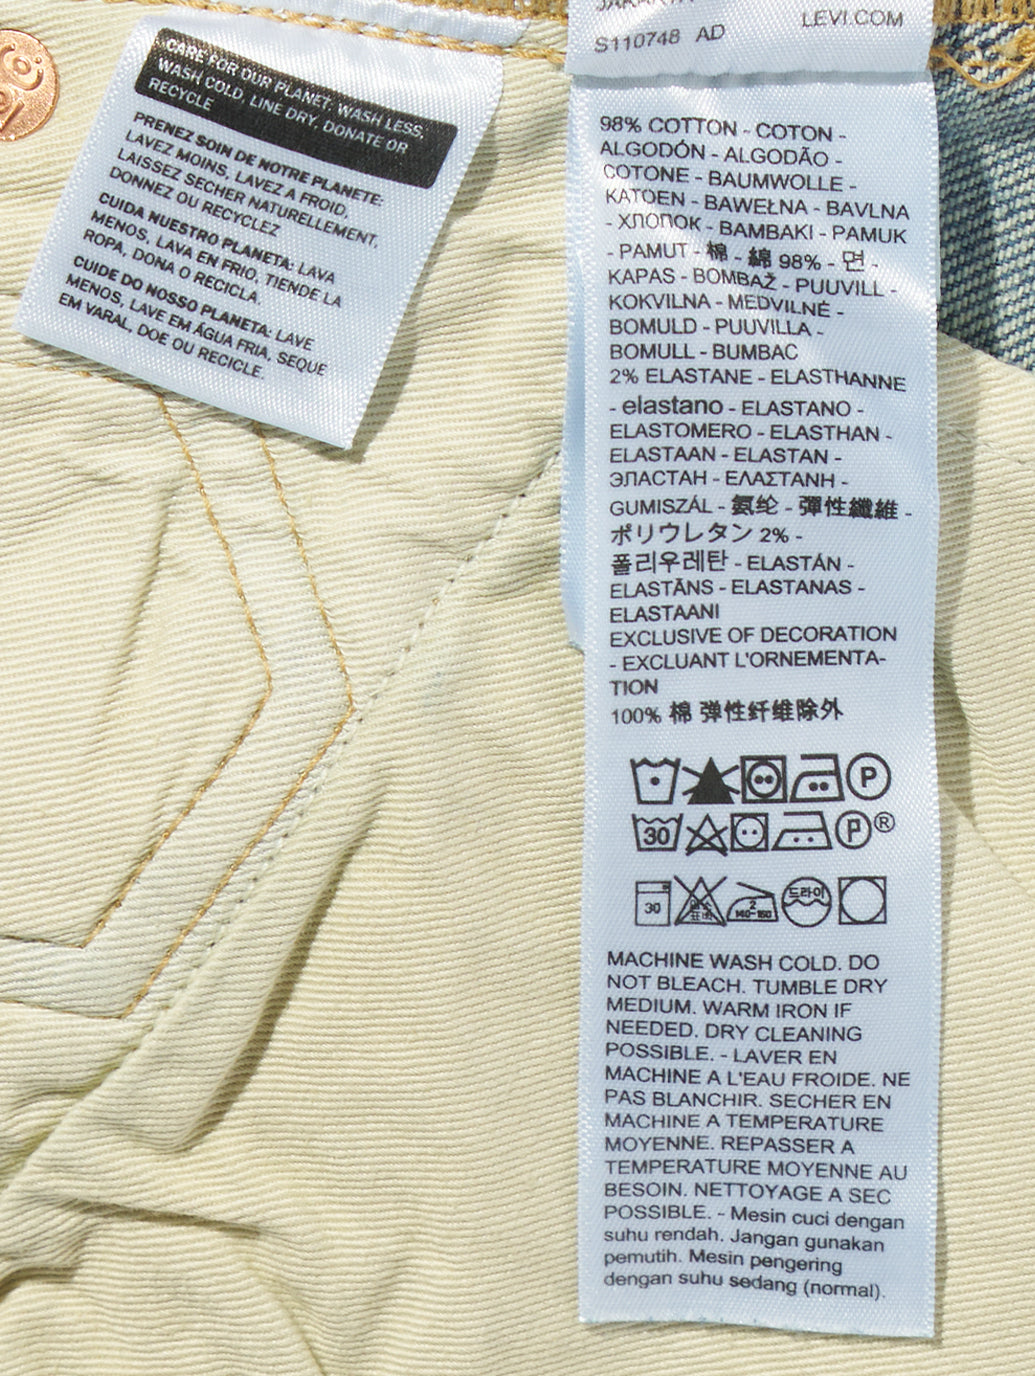 CARE FOR OUR PLANET: WASH LESS,
WASH COLD, LINE DRY, DONATE OR
RECYCLE
PRENEZ SOIN DE NOTRE PLANETE:
LAVEZ MOINS, LAVEZ A FROID,
LAISSEZ SECHER NATURELLEMENT,
DONNEZ OU RECYCLEZ
CUIDA NUESTRO PLANETA: LAVA
MENOS, LAVA EN FRIO, TIENDE LA
ROPA, DONA O RECICLA.
CUIDE DO NOSSO PLANETA: LAVE
MENOS, LAVE EM ÁGUA FRIA, SEQUE
EM VARAL, DOE OU RECICLE.
S110748 AD
LEVI.COM
98% COTTON - COTON -
ALGODÓN - ALGODÃO -
COTONE - BAUMWOLLE -
KATOEN - BAWEŁNA - BAVLNA
- ХЛОПОК - ΒΑΜΒΑΚΙ - PAMUK
- PAMUT - 棉 - 綿 98% - 면 -
KAPAS - BOMBAŽ - PUUVILL -
KOKVILNA - MEDVILNĖ -
BOMULD - PUUVILLA -
BOMULL - BUMBAC
2% ELASTANE - ELASTHANNE
- elastano - ELASTANO -
ELASTOMERO - ELASTHAN -
ELASTAAN - ELASTAN -
ЭЛАСТАН - ΕΛΑΣΤΑΝΗ -
GUMISZÁL - 氨纶 - 彈性纖維 -
ポリウレタン 2% -
폴리우레탄 - ELASTÁN -
ELASTĀNS - ELASTANAS -
ELASTAANI
EXCLUSIVE OF DECORATION
- EXCLUANT L'ORNEMENTA-
TION
100% 棉 弹性纤维除外
P
30 P®
30 2 140-160 드라이
MACHINE WASH COLD. DO
NOT BLEACH. TUMBLE DRY
MEDIUM. WARM IRON IF
NEEDED. DRY CLEANING
POSSIBLE. - LAVER EN
MACHINE A L'EAU FROIDE. NE
PAS BLANCHIR. SECHER EN
MACHINE A TEMPERATURE
MOYENNE. REPASSER A
TEMPERATURE MOYENNE AU
BESOIN. NETTOYAGE A SEC
POSSIBLE. - Mesin cuci dengan
suhu rendah. Jangan gunakan
pemutih. Mesin pengering
dengan suhu sedang (normal).